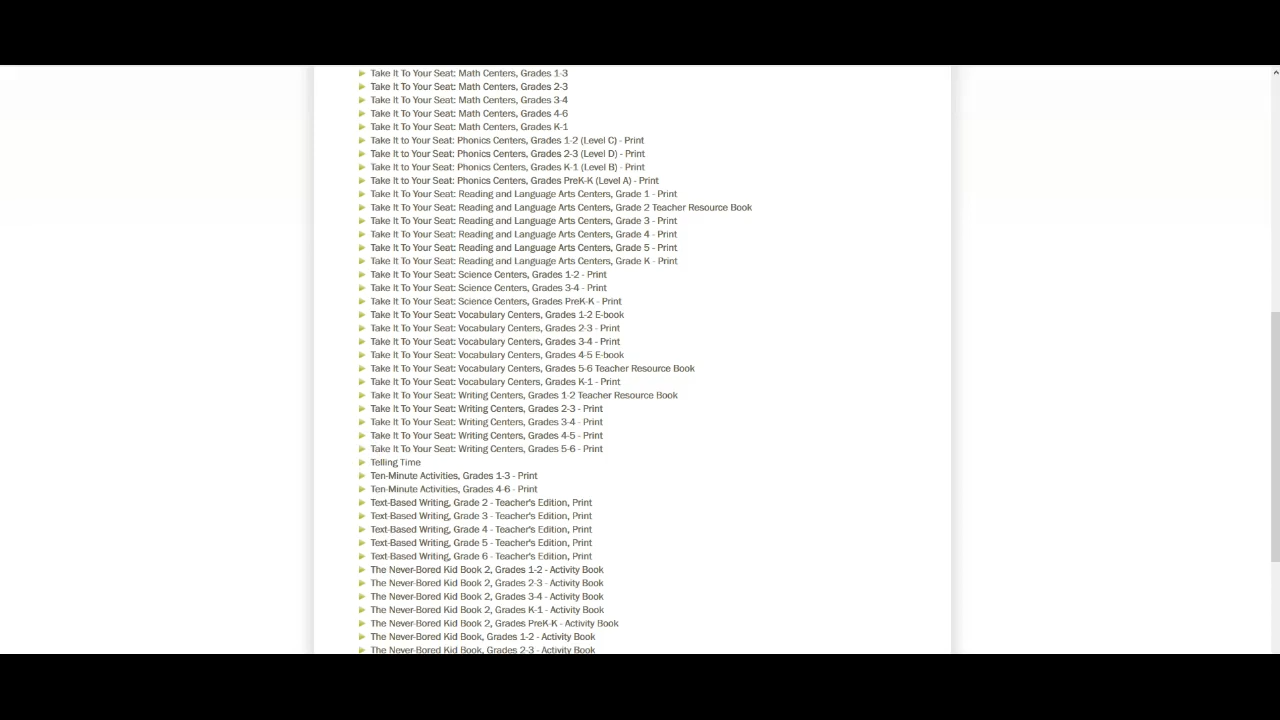 Take It To Your Seat: Math Centers, Grades 1-3
Take It To Your Seat: Math Centers, Grades 2-3
Take It To Your Seat: Math Centers, Grades 3-4
Take It To Your Seat: Math Centers, Grades 4-6
Take It To Your Seat: Math Centers, Grades K-1
Take It to Your Seat: Phonics Centers, Grades 1-2 (Level C) - Print
Take It to Your Seat: Phonics Centers, Grades 2-3 (Level D) - Print
Take It to Your Seat: Phonics Centers, Grades K-1 (Level B) - Print
Take It to Your Seat: Phonics Centers, Grades PreK-K (Level A) - Print
Take It To Your Seat: Reading and Language Arts Centers, Grade 1 - Print
Take It To Your Seat: Reading and Language Arts Centers, Grade 2 Teacher Resource Book
Take It To Your Seat: Reading and Language Arts Centers, Grade 3 - Print
Take It To Your Seat: Reading and Language Arts Centers, Grade 4 - Print
Take It To Your Seat: Reading and Language Arts Centers, Grade 5 - Print
Take It To Your Seat: Reading and Language Arts Centers, Grade K - Print
Take It To Your Seat: Science Centers, Grades 1-2 - Print
Take It To Your Seat: Science Centers, Grades 3-4 - Print
Take It To Your Seat: Science Centers, Grades PreK-K - Print
Take It To Your Seat: Vocabulary Centers, Grades 1-2 E-book
Take It To Your Seat: Vocabulary Centers, Grades 2-3 - Print
Take It To Your Seat: Vocabulary Centers, Grades 3-4 - Print
Take It To Your Seat: Vocabulary Centers, Grades 4-5 E-book
Take It To Your Seat: Vocabulary Centers, Grades 5-6 Teacher Resource Book
Take It To Your Seat: Vocabulary Centers, Grades K-1 - Print
Take It To Your Seat: Writing Centers, Grades 1-2 Teacher Resource Book
Take It To Your Seat: Writing Centers, Grades 2-3 - Print
Take It To Your Seat: Writing Centers, Grades 3-4 - Print
Take It To Your Seat: Writing Centers, Grades 4-5 - Print
Take It To Your Seat: Writing Centers, Grades 5-6 - Print
Telling Time
Ten-Minute Activities, Grades 1-3 - Print
Ten-Minute Activities, Grades 4-6 - Print
Text-Based Writing, Grade 2 - Teacher's Edition, Print
Text-Based Writing, Grade 3 - Teacher's Edition, Print
Text-Based Writing, Grade 4 - Teacher's Edition, Print
Text-Based Writing, Grade 5 - Teacher's Edition, Print
Text-Based Writing, Grade 6 - Teacher's Edition, Print
The Never-Bored Kid Book 2, Grades 1-2 - Activity Book
The Never-Bored Kid Book 2, Grades 2-3 - Activity Book
The Never-Bored Kid Book 2, Grades 3-4 - Activity Book
The Never-Bored Kid Book 2, Grades K-1 - Activity Book
The Never-Bored Kid Book 2, Grades PreK-K - Activity Book
The Never-Bored Kid Book, Grades 1-2 - Activity Book
The Never-Bored Kid Book, Grades 2-3 - Activity Book